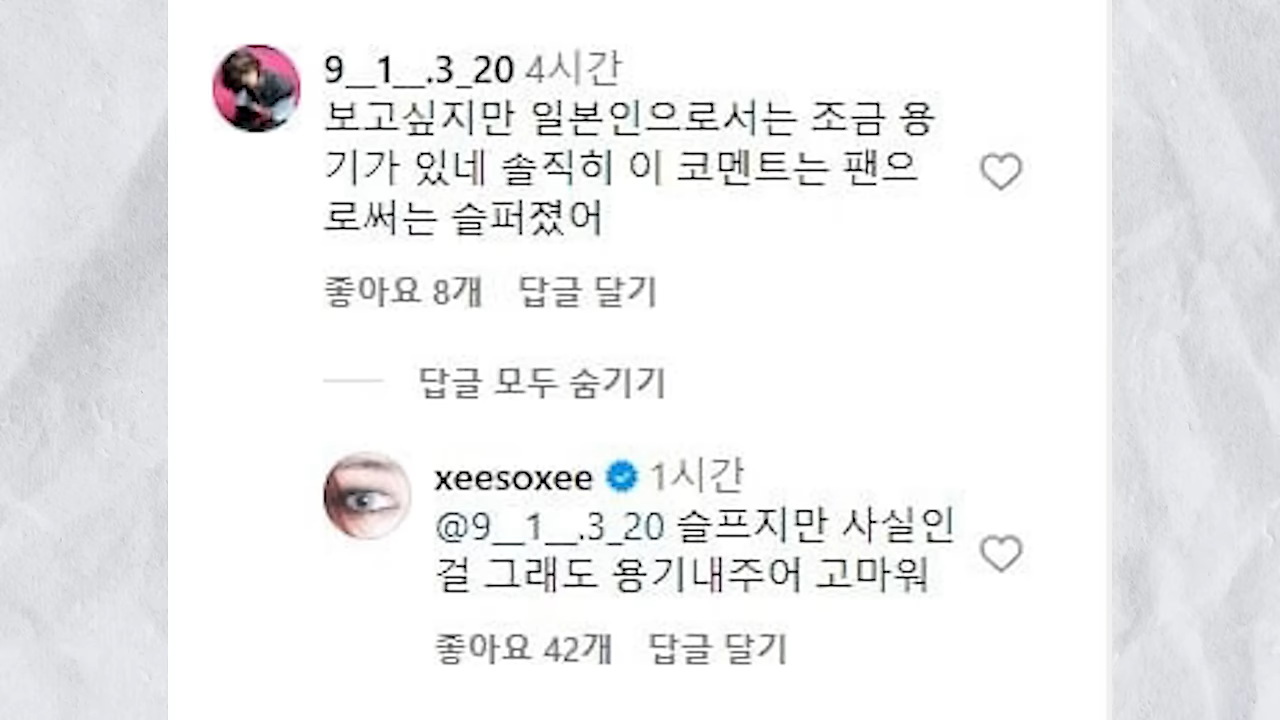 9__1__.3_20 4시간
보고싶지만 일본인으로서는 조금 용
기가 있네 솔직히 이 코멘트는 팬으
로써는 슬퍼졌어
좋아요 8개 답글 달기
답글 모두 숨기기
xeesoxee 1시간
@9__1__.3_20 슬프지만 사실인
걸 그래도 용기내주어 고마워
좋아요 42개 답글 달기